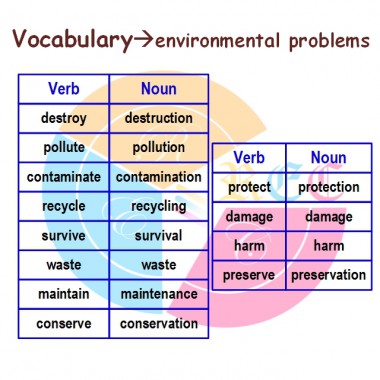 Vocabulary→environmental problems
Verb Noun
destroy destruction
pollute pollution
contaminate contamination
recycle recycling
survive survival
waste waste
maintain maintenance
conserve conservation
Verb Noun
protect protection
damage damage
harm harm
preserve preservation